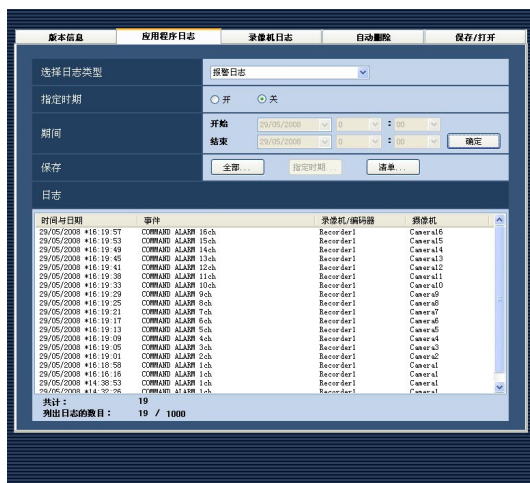 版本信息 应用程序日志 录像机日志 自动删除 保存/打开
选择日志类型 报警日志
指定时期 开 关
期间 开始 29/05/2008 0 : 00
结束 29/05/2008 0 : 00 确定
保存 全部... 指定时期... 清单...
日志
时间与日期 事件 录像机/编码器 摄像机
29/05/2008 *16:19:57 COMMAND ALARM 16ch Recorder1 Camera16
29/05/2008 *16:19:53 COMMAND ALARM 15ch Recorder1 Camera15
29/05/2008 *16:19:49 COMMAND ALARM 14ch Recorder1 Camera14
29/05/2008 *16:19:45 COMMAND ALARM 13ch Recorder1 Camera13
29/05/2008 *16:19:41 COMMAND ALARM 12ch Recorder1 Camera12
29/05/2008 *16:19:38 COMMAND ALARM 11ch Recorder1 Camera11
29/05/2008 *16:19:33 COMMAND ALARM 10ch Recorder1 Camera10
29/05/2008 *16:19:29 COMMAND ALARM 9ch Recorder1 Camera9
29/05/2008 *16:19:25 COMMAND ALARM 8ch Recorder1 Camera8
29/05/2008 *16:19:21 COMMAND ALARM 7ch Recorder1 Camera7
29/05/2008 *16:19:17 COMMAND ALARM 6ch Recorder1 Camera6
29/05/2008 *16:19:13 COMMAND ALARM 5ch Recorder1 Camera5
29/05/2008 *16:19:09 COMMAND ALARM 4ch Recorder1 Camera4
29/05/2008 *16:19:05 COMMAND ALARM 3ch Recorder1 Camera3
29/05/2008 *16:19:01 COMMAND ALARM 2ch Recorder1 Camera2
29/05/2008 *16:18:58 COMMAND ALARM 1ch Recorder1 Camera1
29/05/2008 *16:16:16 COMMAND ALARM 1ch Recorder1 Camera1
29/05/2008 *14:38:53 COMMAND ALARM 1ch Recorder1 Camera1
29/05/2008 *14:32:26 COMMAND ALARM 1ch Recorder1 Camera1
共计： 19
列出日志的数目： 19 / 1000